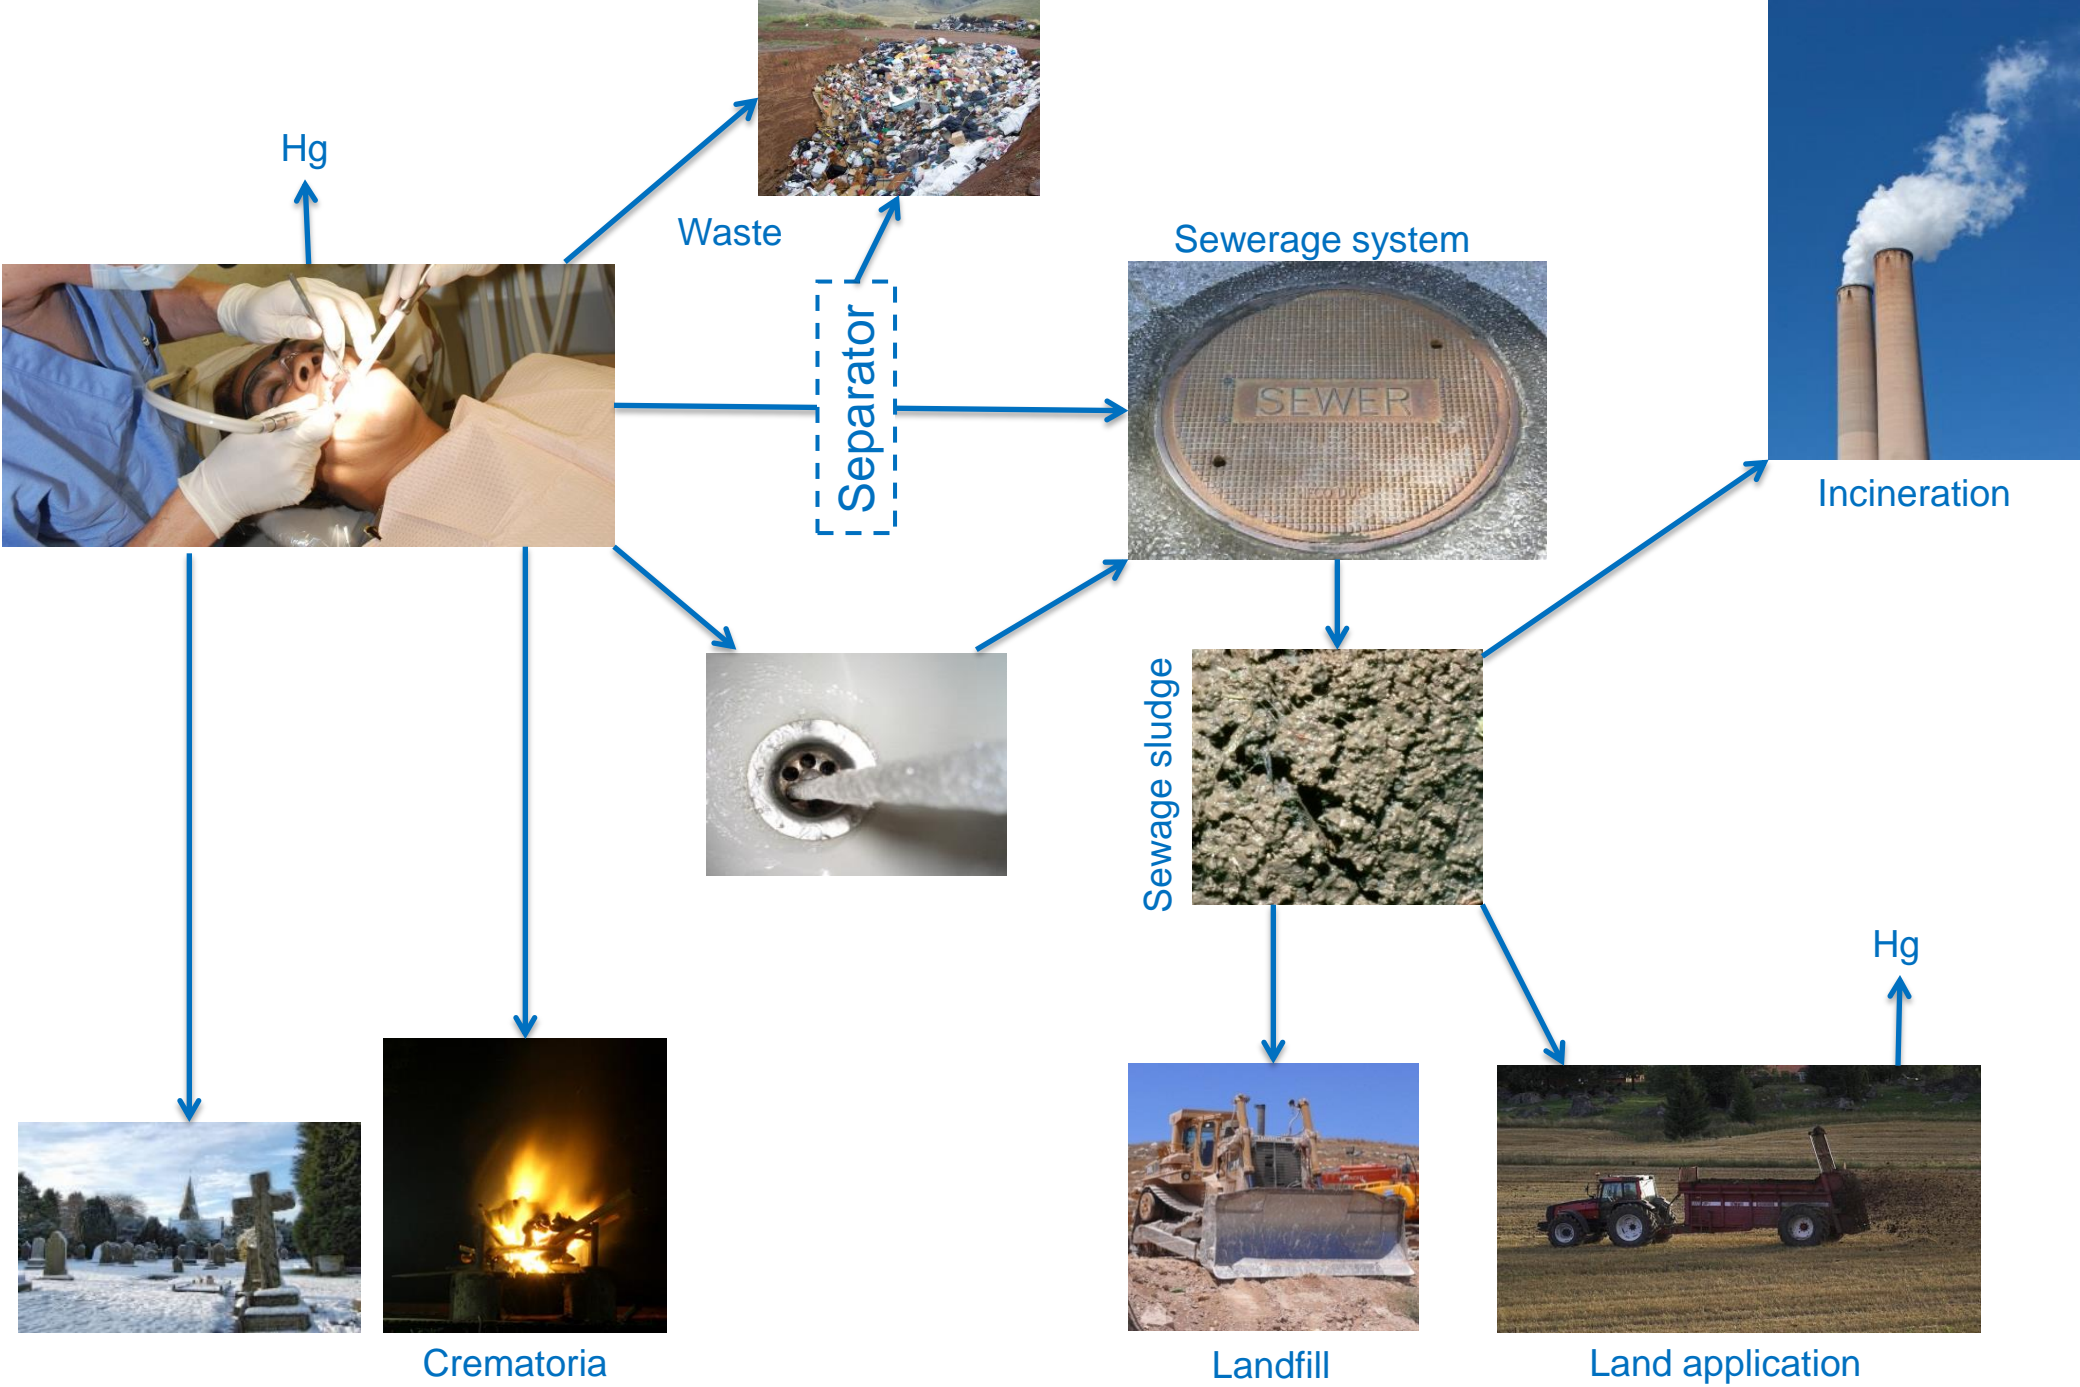 Hg
Waste
Separator
Sewerage system
SEWER
Incineration
Sewage sludge
Hg
Crematoria
Landfill
Land application